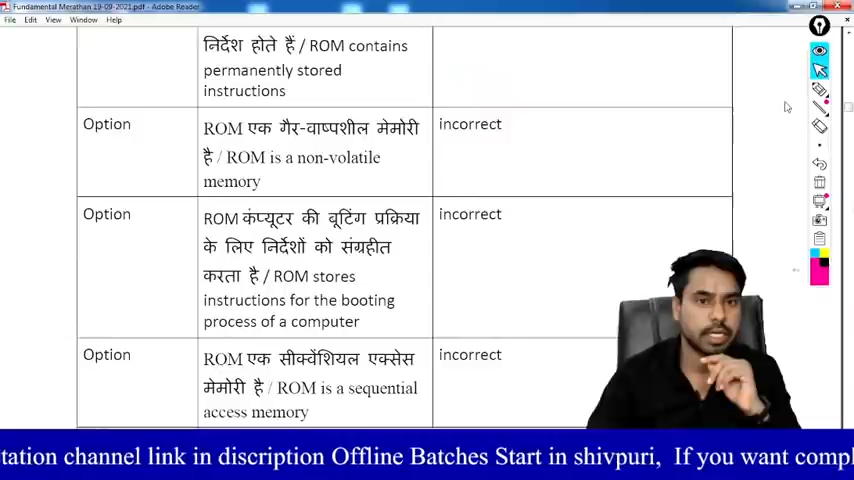 Fundamental Merathan 19-09-2021.pdf - Adobe Reader
File Edit View Window Help
निर्देश होते हैं / ROM contains
permanently stored
instructions
Option
ROM एक गैर-वाष्पशील मेमोरी
है / ROM is a non-volatile
memory
incorrect
Option
ROM कंप्यूटर की बूटिंग प्रक्रिया
के लिए निर्देशों को संग्रहीत
करता है / ROM stores
instructions for the booting
process of a computer
incorrect
Option
ROM एक सीक्वेंशियल एक्सेस
मेमोरी है / ROM is a sequential
access memory
incorrect
tation channel link in discription Offline Batches Start in shivpuri, If you want compl